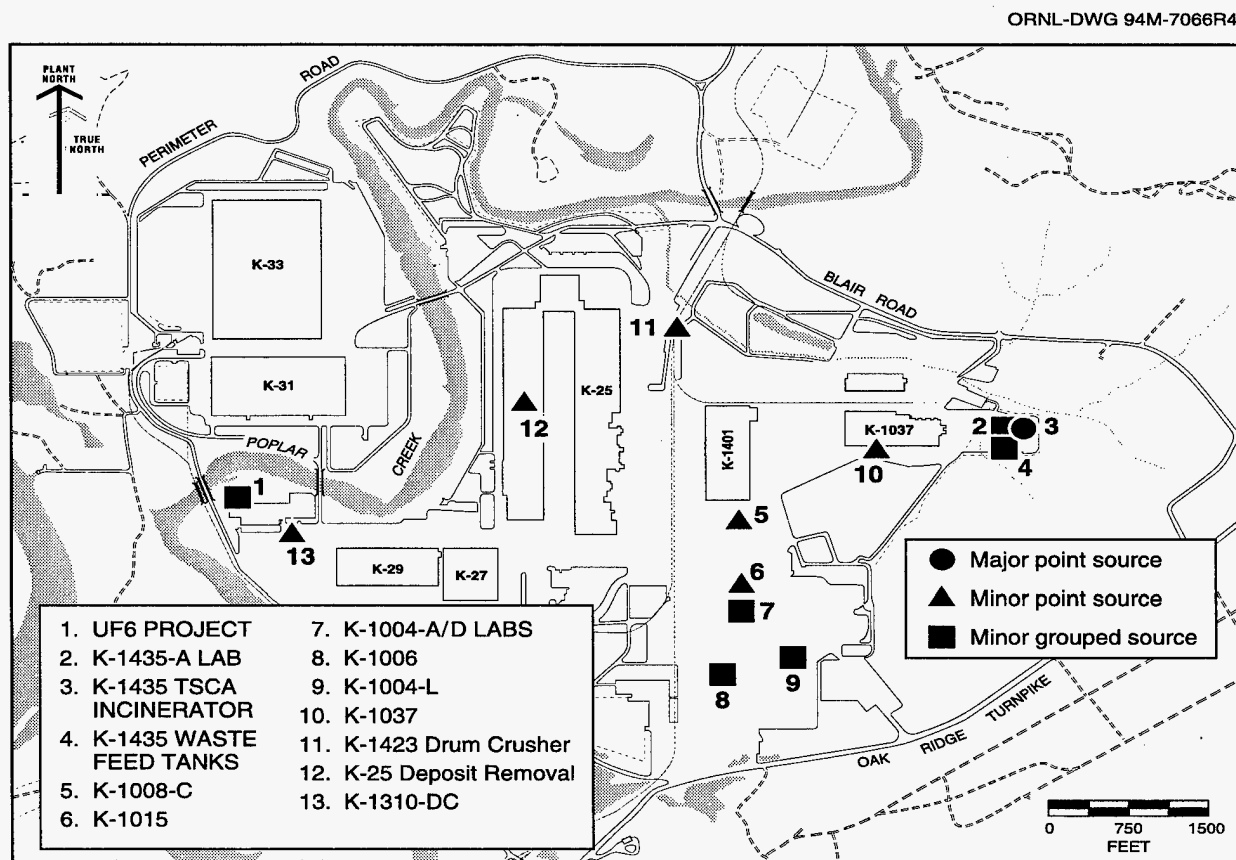 ORNL-DWG 94M-7066R4
PLANT
NORTH
TRUE
NORTH
PERIMETER
ROAD
K-33
K-31
POPLAR
CREEK
K-25
BLAIR ROAD
K-1401
K-1037
K-29
K-27
OAK
RIDGE
TURNPIKE
11
12
2
3
4
10
1
13
5
6
7
8
9
Major point source
Minor point source
Minor grouped source
1. UF6 PROJECT
2. K-1435-A LAB
3. K-1435 TSCA
INCINERATOR
4. K-1435 WASTE
FEED TANKS
5. K-1008-C
6. K-1015
7. K-1004-A/D LABS
8. K-1006
9. K-1004-L
10. K-1037
11. K-1423 Drum Crusher
12. K-25 Deposit Removal
13. K-1310-DC
0 750 1500
FEET